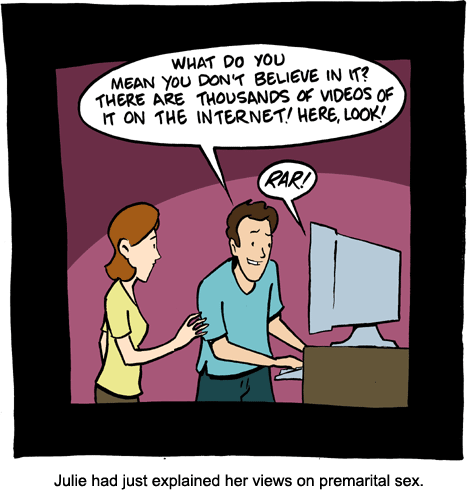 WHAT DO YOU
MEAN YOU DON'T BELIEVE IN IT?
THERE ARE THOUSANDS OF VIDEOS OF
IT ON THE INTERNET! HERE, LOOK!
RAR!
Julie had just explained her views on premarital sex.